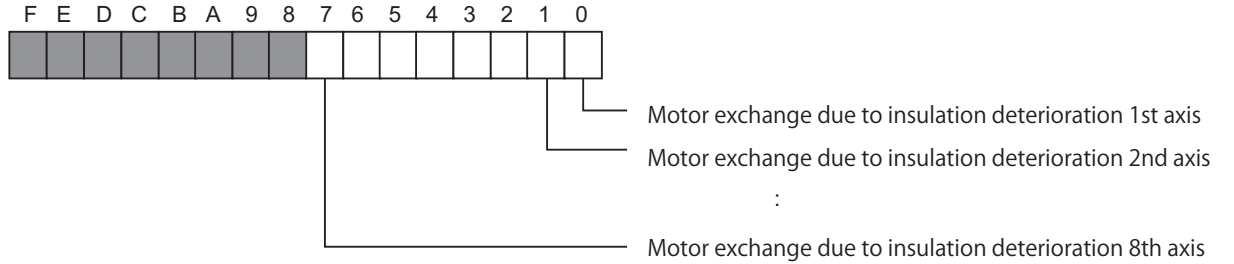 F E D C B A 9 8 7 6 5 4 3 2 1 0
Motor exchange due to insulation deterioration 1st axis
Motor exchange due to insulation deterioration 2nd axis
:
Motor exchange due to insulation deterioration 8th axis